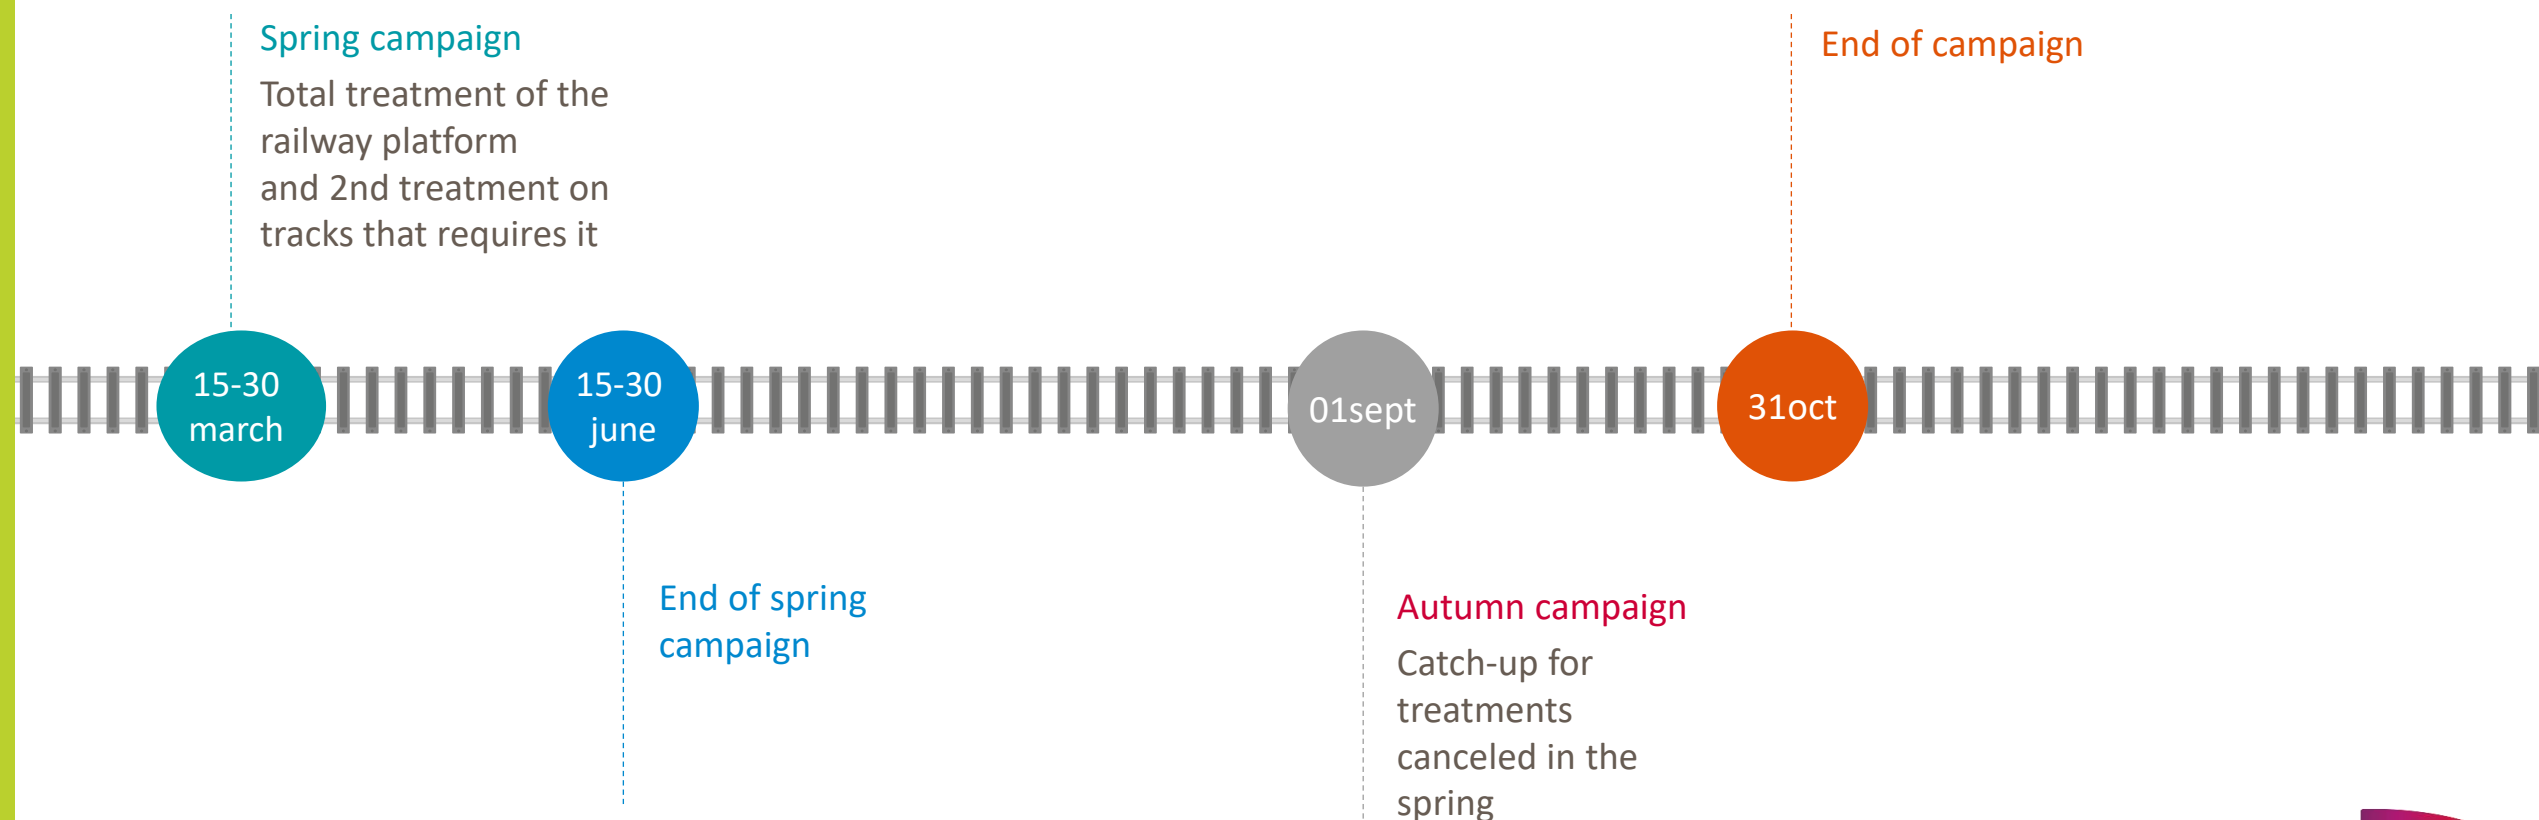 Spring campaign
Total treatment of the
railway platform
and 2nd treatment on
tracks that requires it
End of campaign
15-30
march
15-30
june
01sept
31oct
End of spring
campaign
Autumn campaign
Catch-up for
treatments
canceled in the
spring